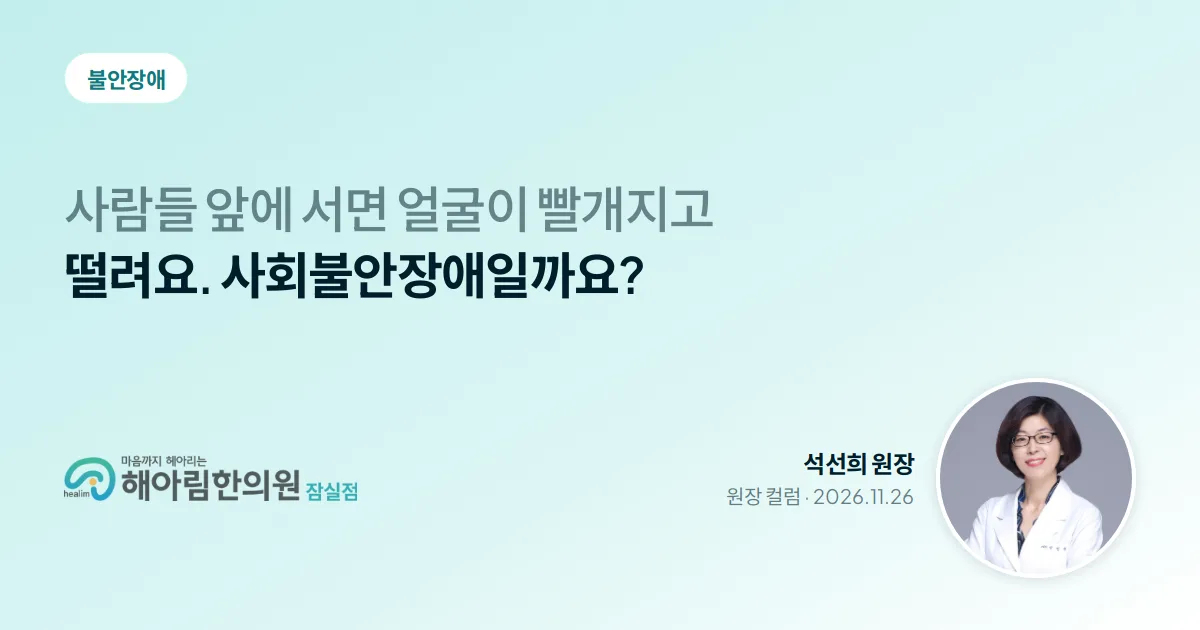 불안장애
사람들 앞에 서면 얼굴이 빨개지고
떨려요. 사회불안장애일까요?
마음까지 헤아리는
healim 해아림한의원 잠실점
석선희 원장
원장 컬럼 · 2026.11.26